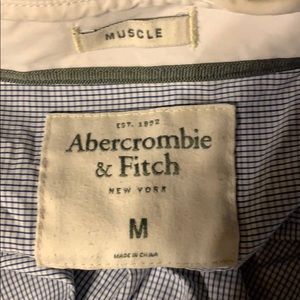 MUSCLE
EST. 1892
Abercrombie
& Fitch
NEW YORK
M
MADE IN CHINA